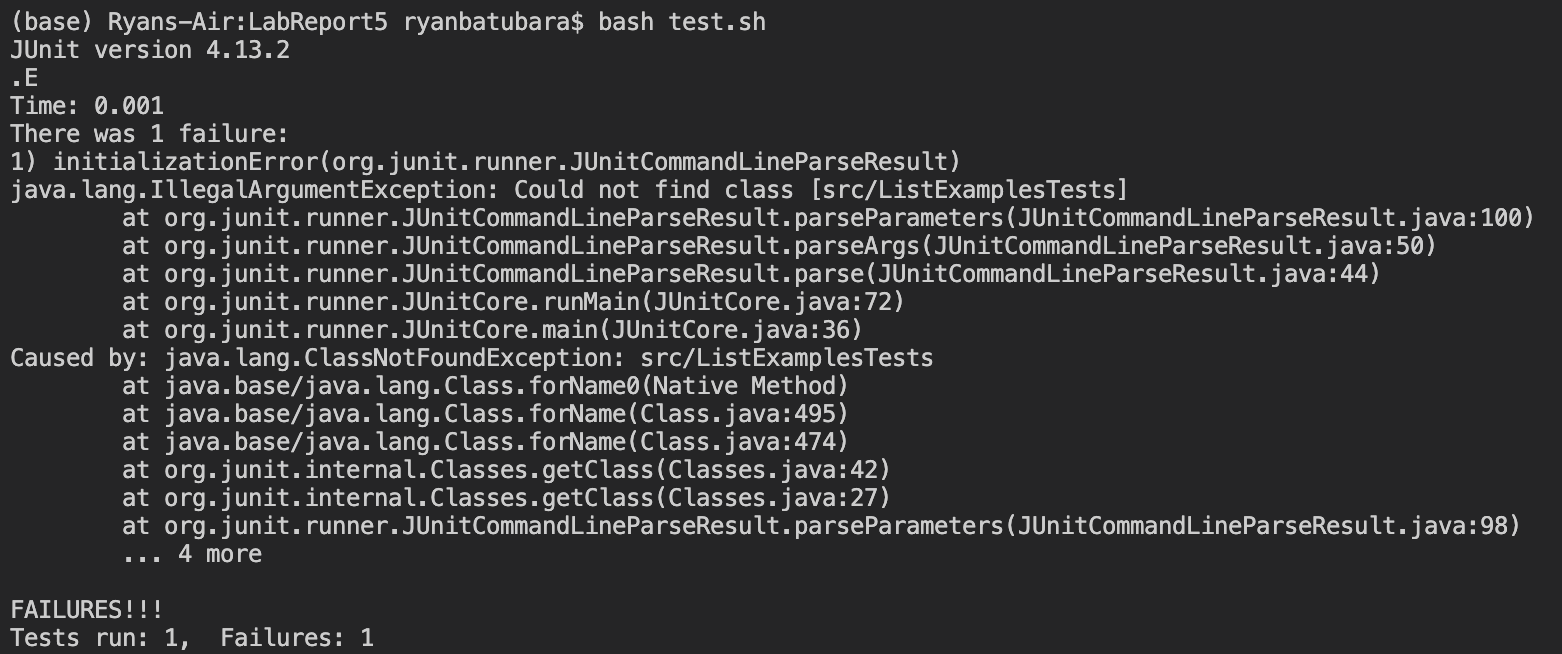 (base) Ryans-Air:LabReport5 ryanbatubara$ bash test.sh
JUnit version 4.13.2
.E
Time: 0.001
There was 1 failure:
1) initializationError(org.junit.runner.JUnitCommandLineParseResult)
java.lang.IllegalArgumentException: Could not find class [src/ListExamplesTests]
        at org.junit.runner.JUnitCommandLineParseResult.parseParameters(JUnitCommandLineParseResult.java:100)
        at org.junit.runner.JUnitCommandLineParseResult.parseArgs(JUnitCommandLineParseResult.java:50)
        at org.junit.runner.JUnitCommandLineParseResult.parse(JUnitCommandLineParseResult.java:44)
        at org.junit.runner.JUnitCore.runMain(JUnitCore.java:72)
        at org.junit.runner.JUnitCore.main(JUnitCore.java:36)
Caused by: java.lang.ClassNotFoundException: src/ListExamplesTests
        at java.base/java.lang.Class.forName0(Native Method)
        at java.base/java.lang.Class.forName(Class.java:495)
        at java.base/java.lang.Class.forName(Class.java:474)
        at org.junit.internal.Classes.getClass(Classes.java:42)
        at org.junit.internal.Classes.getClass(Classes.java:27)
        at org.junit.runner.JUnitCommandLineParseResult.parseParameters(JUnitCommandLineParseResult.java:98)
        ... 4 more

FAILURES!!!
Tests run: 1,  Failures: 1